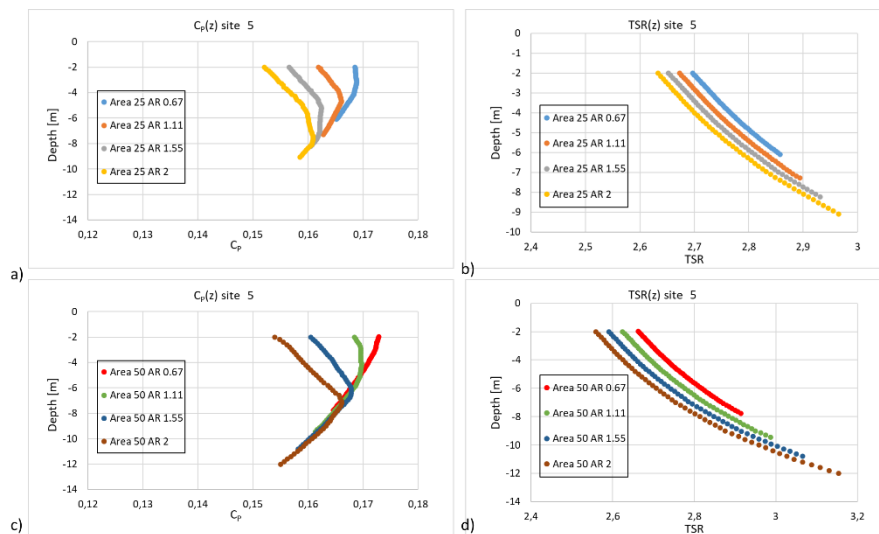 Cₚ(z) site 5
0
-2
-4
-6
-8
-10
-12
-14
Depth [m]
Area 25 AR 0.67
Area 25 AR 1.11
Area 25 AR 1.55
Area 25 AR 2
0,12 0,13 0,14 0,15 0,16 0,17 0,18
Cₚ
a)
TSR(z) site 5
0
-1
-2
-3
-4
-5
-6
-7
-8
-9
-10
Depth [m]
Area 25 AR 0.67
Area 25 AR 1.11
Area 25 AR 1.55
Area 25 AR 2
2,4 2,5 2,6 2,7 2,8 2,9 3
TSR
b)
Cₚ(z) site 5
0
-2
-4
-6
-8
-10
-12
-14
Depth [m]
Area 50 AR 0.67
Area 50 AR 1.11
Area 50 AR 1.55
Area 50 AR 2
0,12 0,13 0,14 0,15 0,16 0,17 0,18
Cₚ
c)
TSR(z) site 5
0
-2
-4
-6
-8
-10
-12
-14
Depth [m]
Area 50 AR 0.67
Area 50 AR 1.11
Area 50 AR 1.55
Area 50 AR 2
2,4 2,6 2,8 3 3,2
TSR
d)